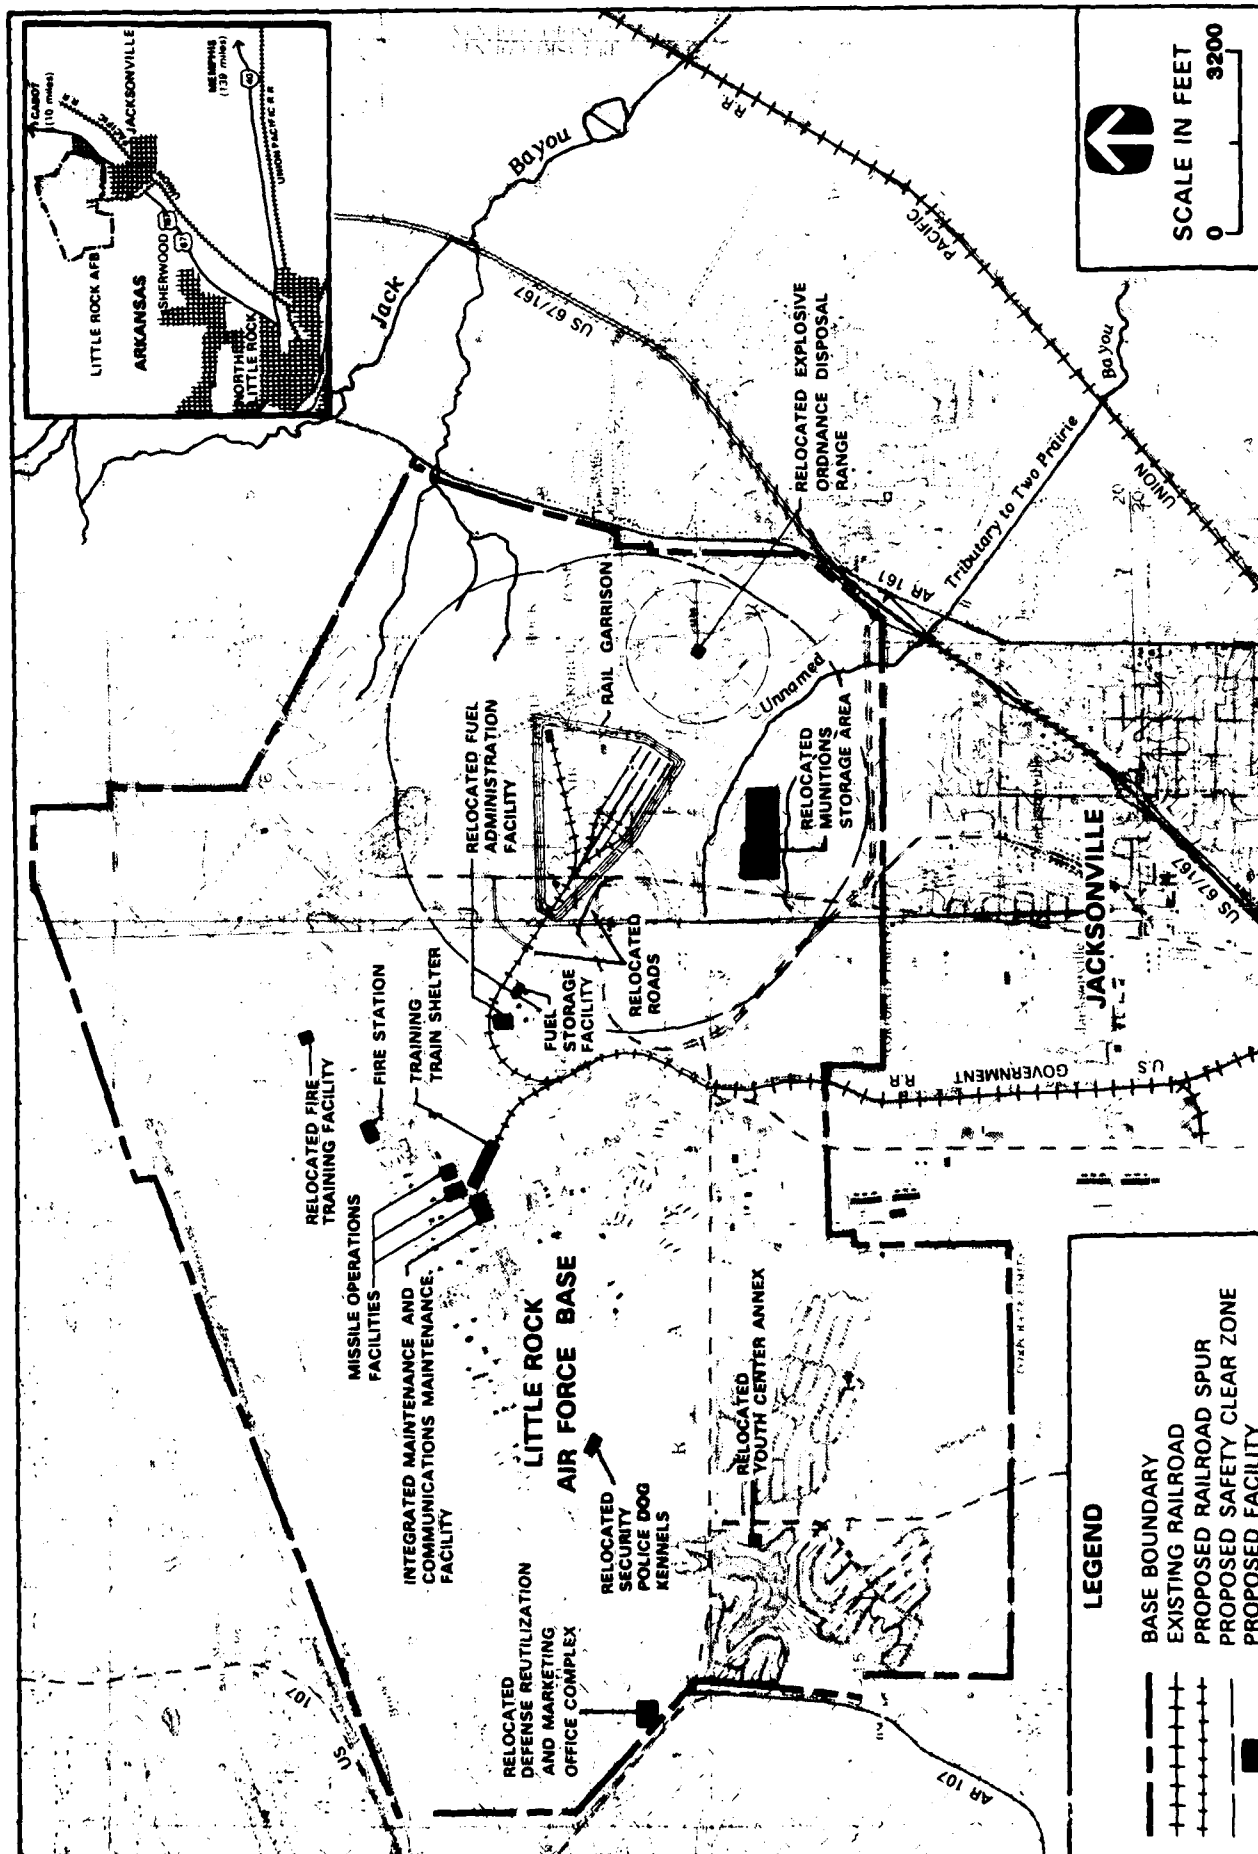 CABOT
(10 miles)
JACKSONVILLE
PACIFIC
R R
UNION
LITTLE ROCK AFB
ARKANSAS
SHERWOOD
67
NORTH
LITTLE ROCK
MEMPHIS
(139 miles)
40
UNION PACIFIC R R
SCALE IN FEET
0 3200
Jack
Bayou
US 67/167
R.R.
PACIFIC
UNION
RELOCATED EXPLOSIVE
ORDNANCE DISPOSAL
RANGE
AR 161
Tributary to Two Prairie
Bayou
RAIL GARRISON
Unnamed
RELOCATED FUEL
ADMINISTRATION
FACILITY
RELOCATED
MUNITIONS
STORAGE AREA
RELOCATED
ROADS
FUEL
STORAGE
FACILITY
FIRE STATION
TRAINING
TRAIN SHELTER
RELOCATED FIRE
TRAINING FACILITY
MISSILE OPERATIONS
FACILITIES
INTEGRATED MAINTENANCE AND
COMMUNICATIONS MAINTENANCE
FACILITY
LITTLE ROCK
AIR FORCE BASE
JACKSONVILLE
US 67/167
U.S.
GOVERNMENT
R.R.
RELOCATED
SECURITY
POLICE DOG
KENNELS
RELOCATED
YOUTH CENTER ANNEX
RELOCATED
DEFENSE REUTILIZATION
AND MARKETING
OFFICE COMPLEX
US
107
AR 107
LEGEND
BASE BOUNDARY
EXISTING RAILROAD
PROPOSED RAILROAD SPUR
PROPOSED SAFETY CLEAR ZONE
PROPOSED FACILITY